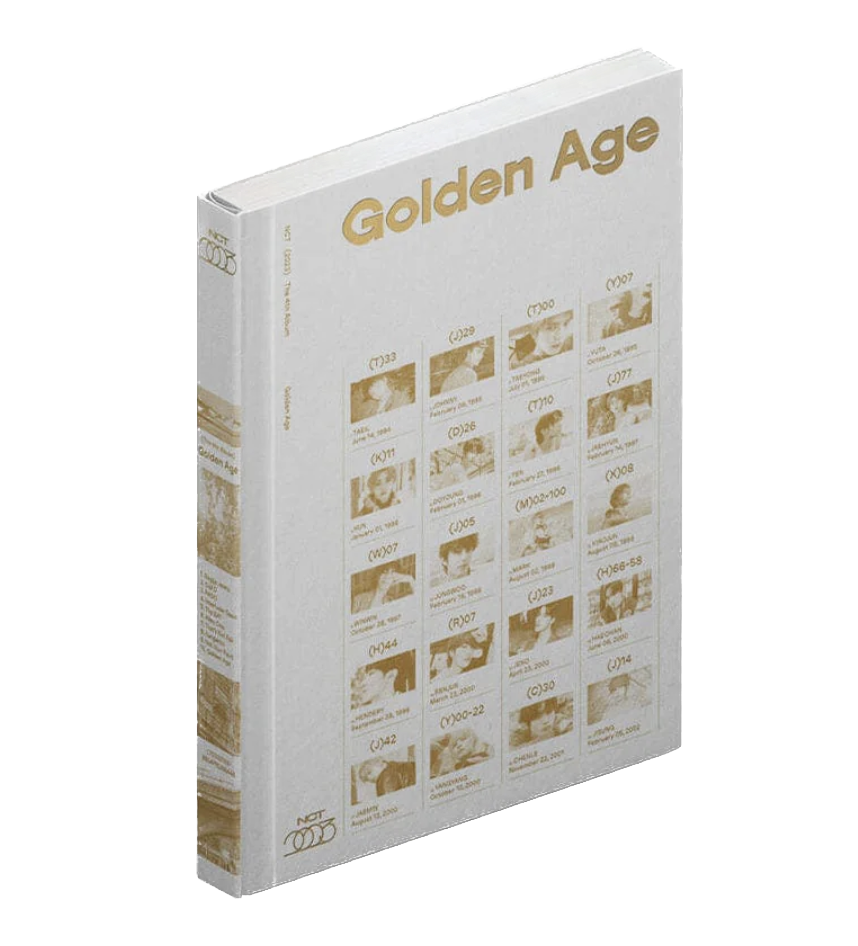 Golden Age
NCT (2023) The 4th Album Golden Age
(T)33
TAEIL
June 14, 1994
(J)29
JOHNNY
February 09, 1995
(T)00
TAEYONG
July 01, 1995
(Y)07
YUTA
October 26, 1995
(K)11
KUN
January 01, 1996
(D)26
DOYOUNG
February 01, 1996
(T)10
TEN
February 27, 1996
(J)77
JAEHYUN
February 14, 1997
(W)07
WINWIN
October 28, 1997
(J)05
JUNGWOO
February 19, 1998
(M)02-100
MARK
August 02, 1999
(X)08
XIAOJUN
August 08, 1999
(H)44
HENDERY
September 28, 1999
(R)07
RENJUN
March 23, 2000
(J)23
JENO
April 23, 2000
(H)66-58
HAECHAN
June 06, 2000
(J)42
JAEMIN
August 13, 2000
(Y)00-22
YANGYANG
October 10, 2000
(C)30
CHENLE
November 22, 2001
(J)14
JISUNG
February 05, 2002
NCT
2023
NCT
2023
Golden Age